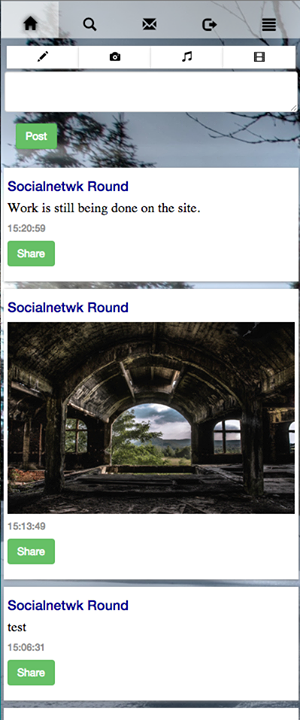 Post
Socialnetwk Round
Work is still being done on the site.
15:20:59
Share
Socialnetwk Round
15:13:49
Share
Socialnetwk Round
test
15:06:31
Share